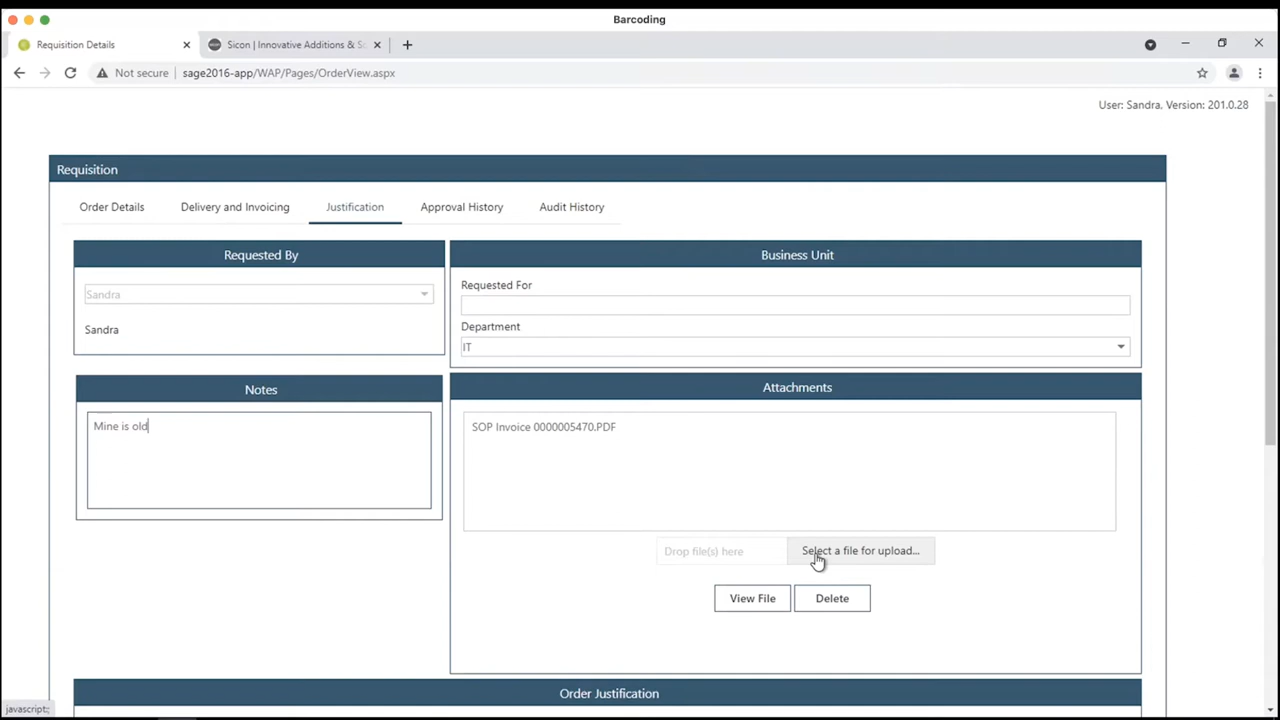 Barcoding
Requisition Details
Sicon | Innovative Additions & S
Not secure
sage2016-app/WAP/Pages/OrderView.aspx
User: Sandra, Version: 201.0.28
Requisition
Order Details
Delivery and Invoicing
Justification
Approval History
Audit History
Requested By
Sandra
Sandra
Business Unit
Requested For
Department
IT
Notes
Mine is old
Attachments
SOP Invoice 0000005470.PDF
Drop file(s) here
Select a file for upload...
View File
Delete
Order Justification
javascript:;